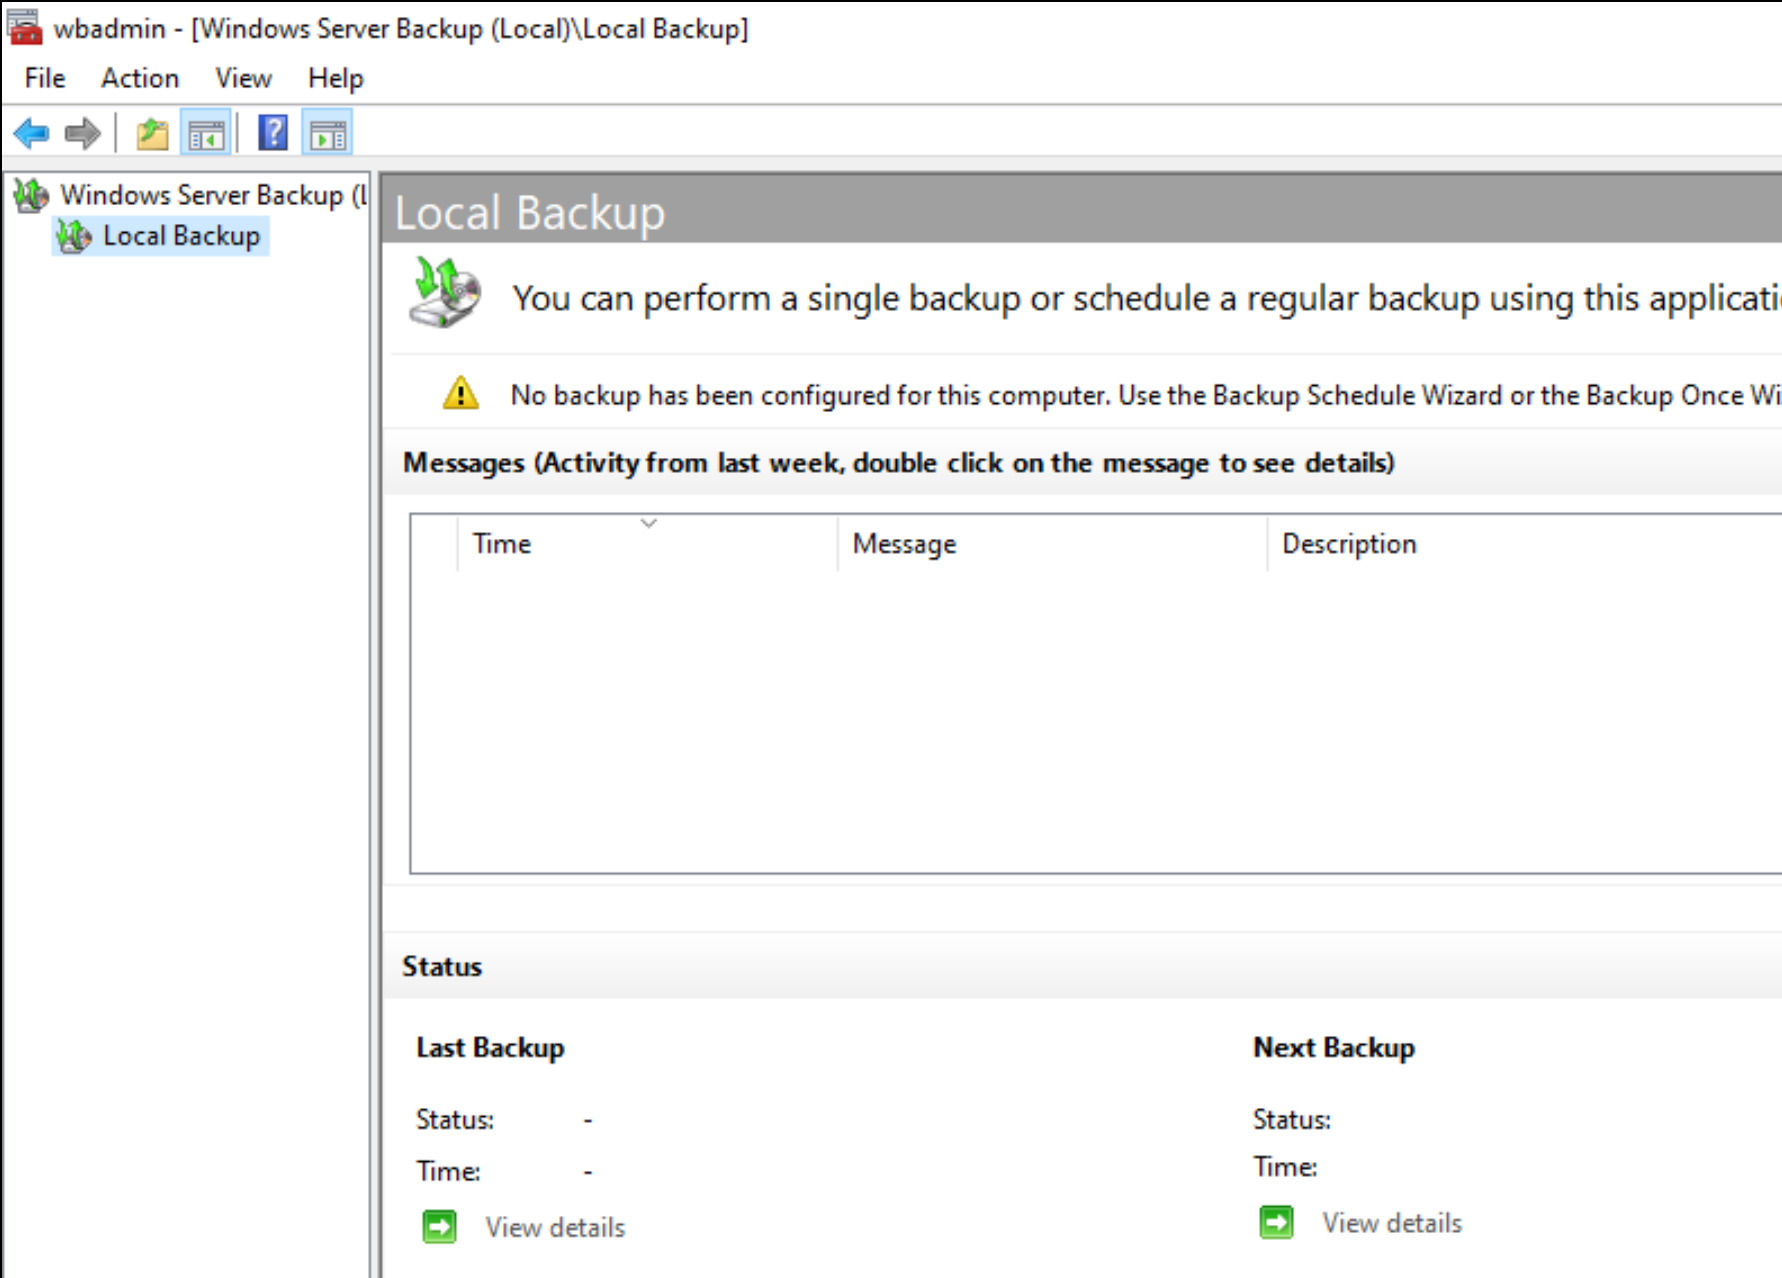 wbadmin - [Windows Server Backup (Local)\Local Backup]
File Action View Help
Windows Server Backup (L
Local Backup
Local Backup
You can perform a single backup or schedule a regular backup using this applicati
No backup has been configured for this computer. Use the Backup Schedule Wizard or the Backup Once Wi
Messages (Activity from last week, double click on the message to see details)
Time Message Description
Status
Last Backup
Status: -
Time: -
View details
Next Backup
Status:
Time:
View details